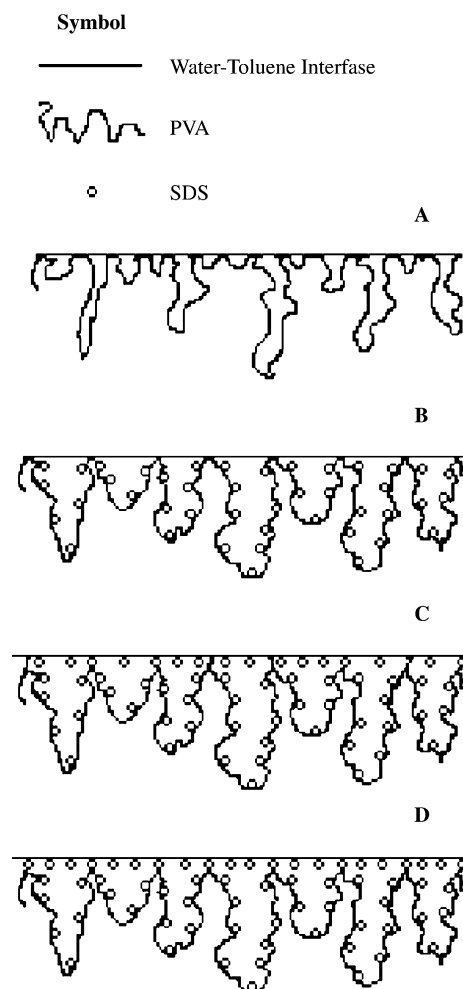 Symbol
Water-Toluene Interfase
PVA
SDS
A
B
C
D